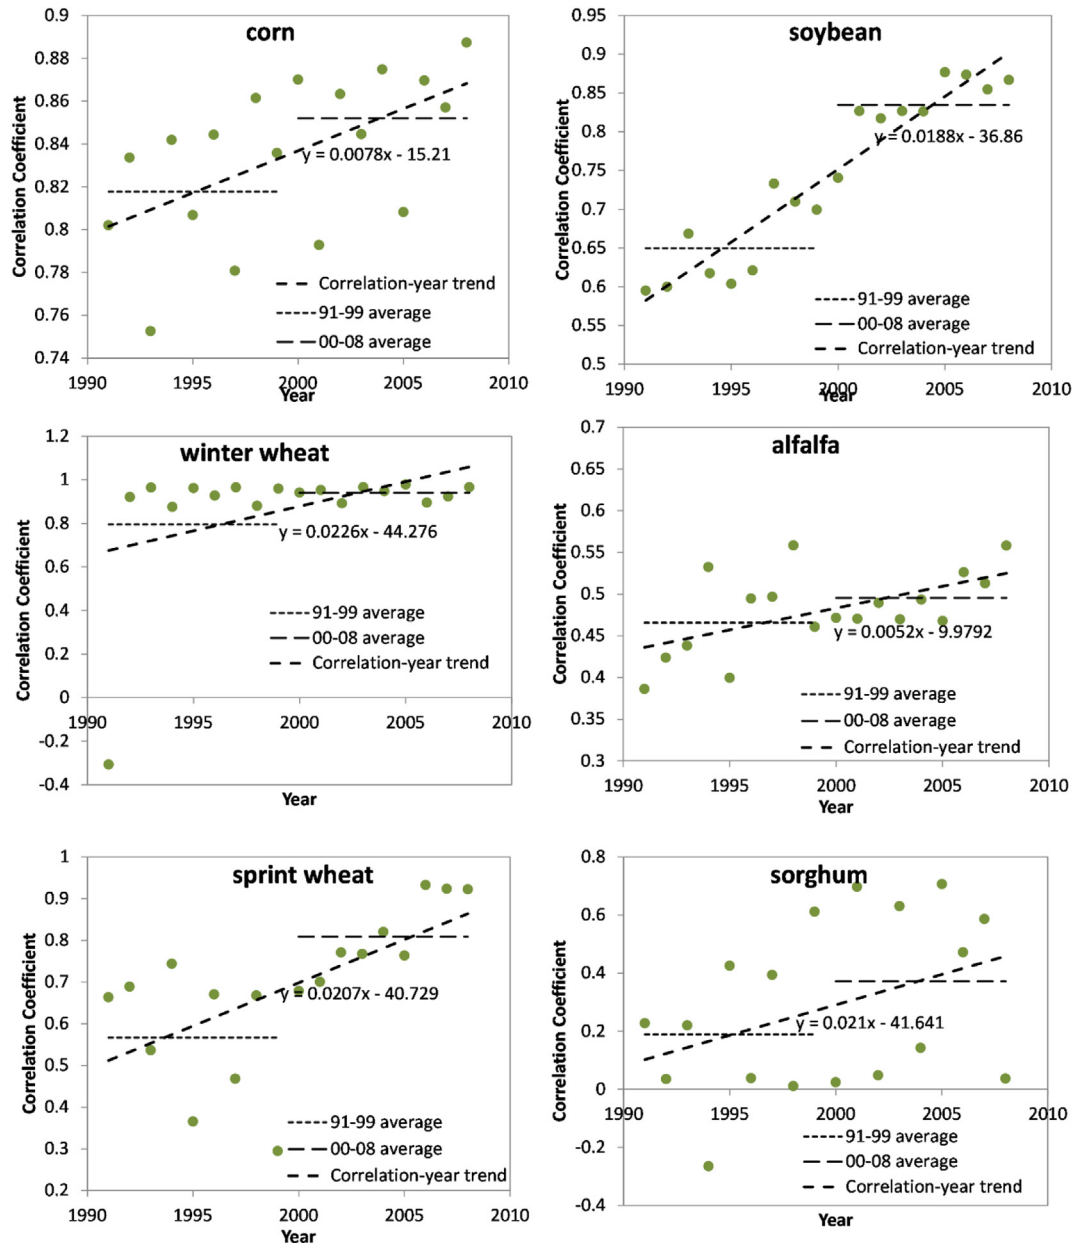 corn
Correlation Coefficient
0.9
0.88
0.86
0.84
0.82
0.8
0.78
0.76
0.74
y = 0.0078x - 15.21
Correlation-year trend
91-99 average
00-08 average
1990 1995 2000 2005 2010
Year
soybean
Correlation Coefficient
0.95
0.9
0.85
0.8
0.75
0.7
0.65
0.6
0.55
0.5
y = 0.0188x - 36.86
91-99 average
00-08 average
Correlation-year trend
1990 1995 2000 2005 2010
Year
winter wheat
Correlation Coefficient
1.2
1
0.8
0.6
0.4
0.2
0
-0.2
-0.4
y = 0.0226x - 44.276
91-99 average
00-08 average
Correlation-year trend
1990 1995 2000 2005 2010
Year
alfalfa
Correlation Coefficient
0.7
0.65
0.6
0.55
0.5
0.45
0.4
0.35
0.3
y = 0.0052x - 9.9792
91-99 average
00-08 average
Correlation-year trend
1990 1995 2000 2005 2010
Year
sprint wheat
Correlation Coefficient
1
0.9
0.8
0.7
0.6
0.5
0.4
0.3
0.2
y = 0.0207x - 40.729
91-99 average
00-08 average
Correlation-year trend
1990 1995 2000 2005 2010
Year
sorghum
Correlation Coefficient
0.8
0.6
0.4
0.2
0
-0.2
-0.4
y = 0.021x - 41.641
1990 1995 2000 2005 2010
91-99 average
00-08 average
Correlation-year trend
Year